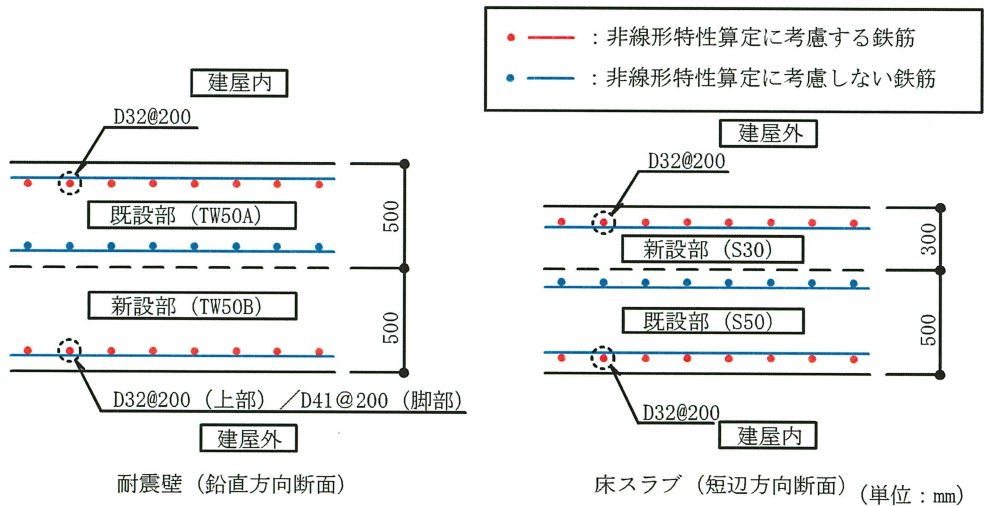 ● ── : 非線形特性算定に考慮する鉄筋
● ── : 非線形特性算定に考慮しない鉄筋
建屋内
D32@200
既設部 (TW50A)
500
新設部 (TW50B)
500
D32@200 (上部) /D41@200 (脚部)
建屋外
耐震壁 (鉛直方向断面)
建屋外
D32@200
新設部 (S30)
300
既設部 (S50)
500
D32@200
建屋内
床スラブ (短辺方向断面)
(単位:mm)